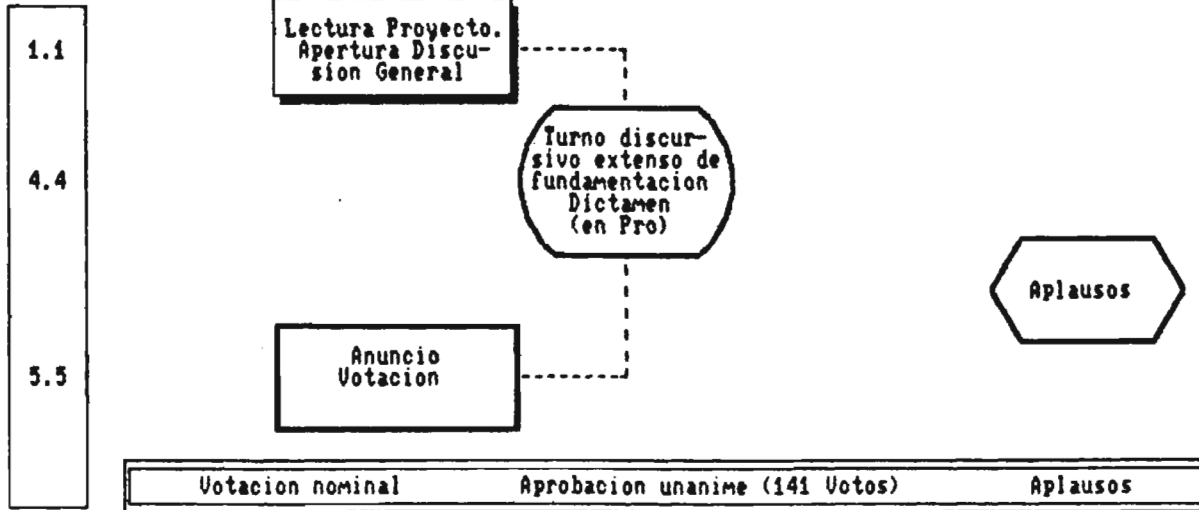 1.1
Lectura Proyecto.
Apertura Discu-
sion General
4.4
Turno discur-
sivo extenso de
fundamentacion
Dictamen
(en Pro)
Aplausos
5.5
Anuncio
Votacion
Votacion nominal Aprobacion unanime (141 Votos) Aplausos